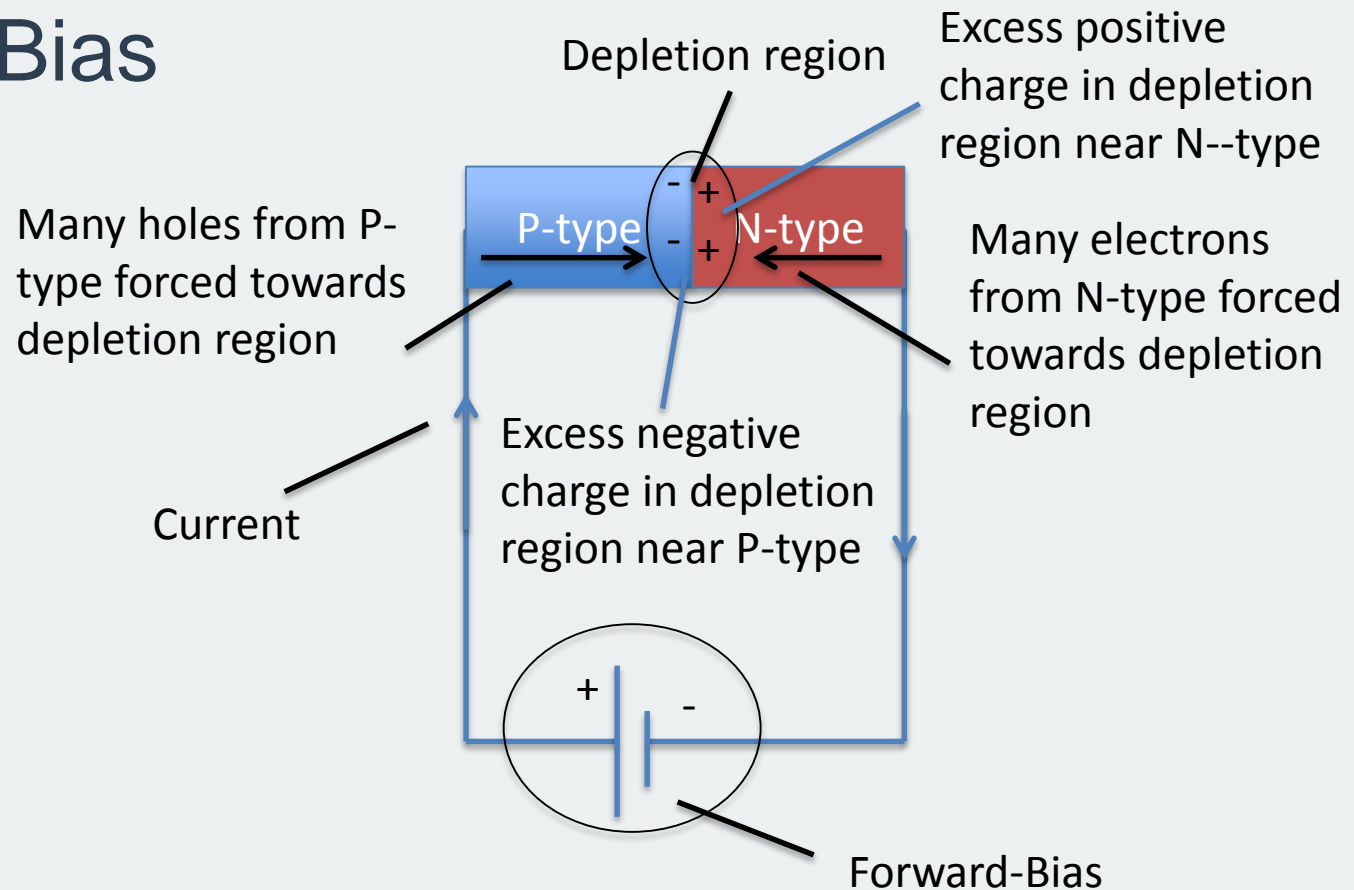 Bias
Depletion region
Excess positive
charge in depletion
region near N--type
Many holes from P-
type forced towards
depletion region
P-type
- +
- +
N-type
Many electrons
from N-type forced
towards depletion
region
Current
Excess negative
charge in depletion
region near P-type
+ -
Forward-Bias